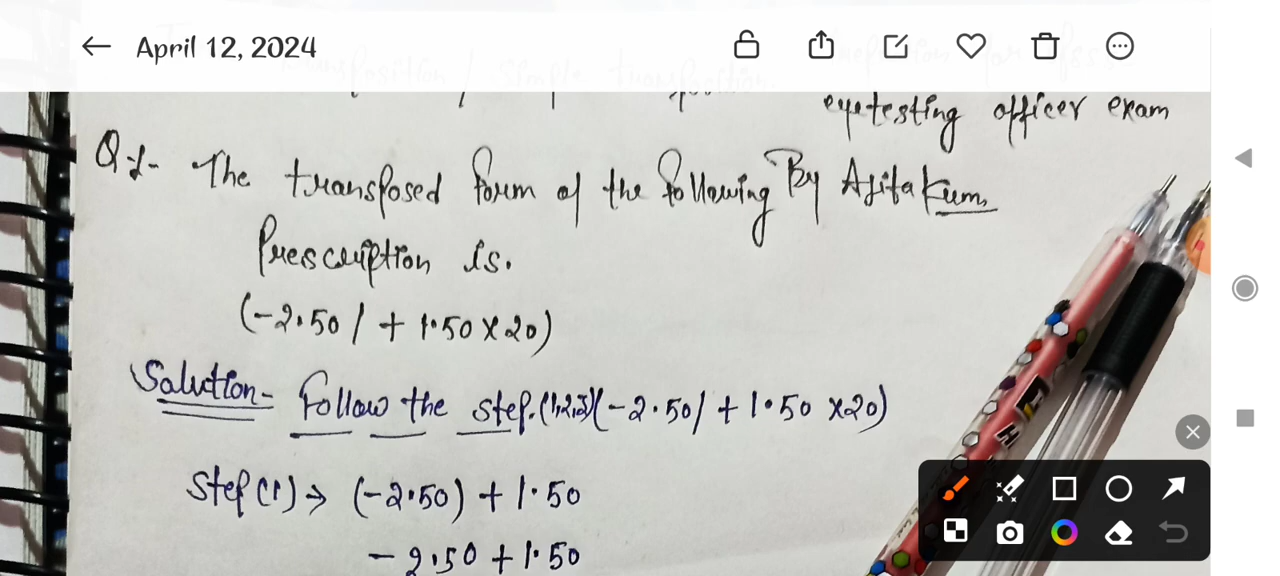 April 12, 2024
eyetesting officer exam
Q1- The transposed form of the following By Ajita Kum.
Prescription is.
(-2.50 / + 1.50 x 20)
Solution- Follow the step.(1,2,3)(-2.50/ + 1.50 x20)
Step (1) → (-2.50) + 1.50
- 2.50 + 1.50